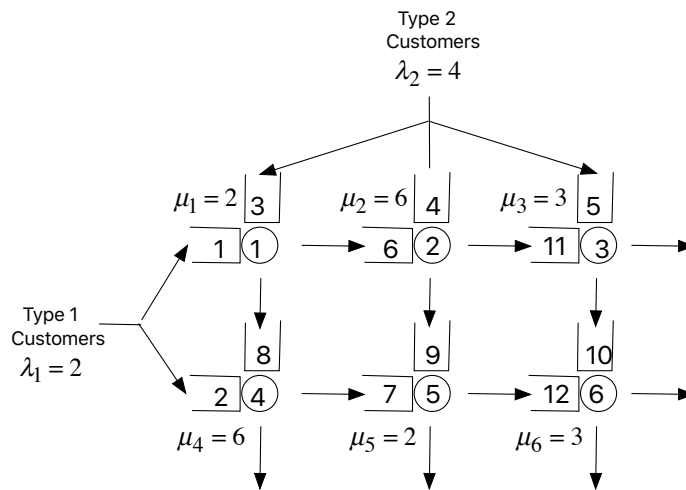 Type 2
Customers
λ₂ = 4
μ₁ = 2 3 μ₂ = 6 4 μ₃ = 3 5
1 1 6 2 11 3
Type 1
Customers
λ₁ = 2
8 9 10
2 4 7 5 12 6
μ₄ = 6 μ₅ = 2 μ₆ = 3